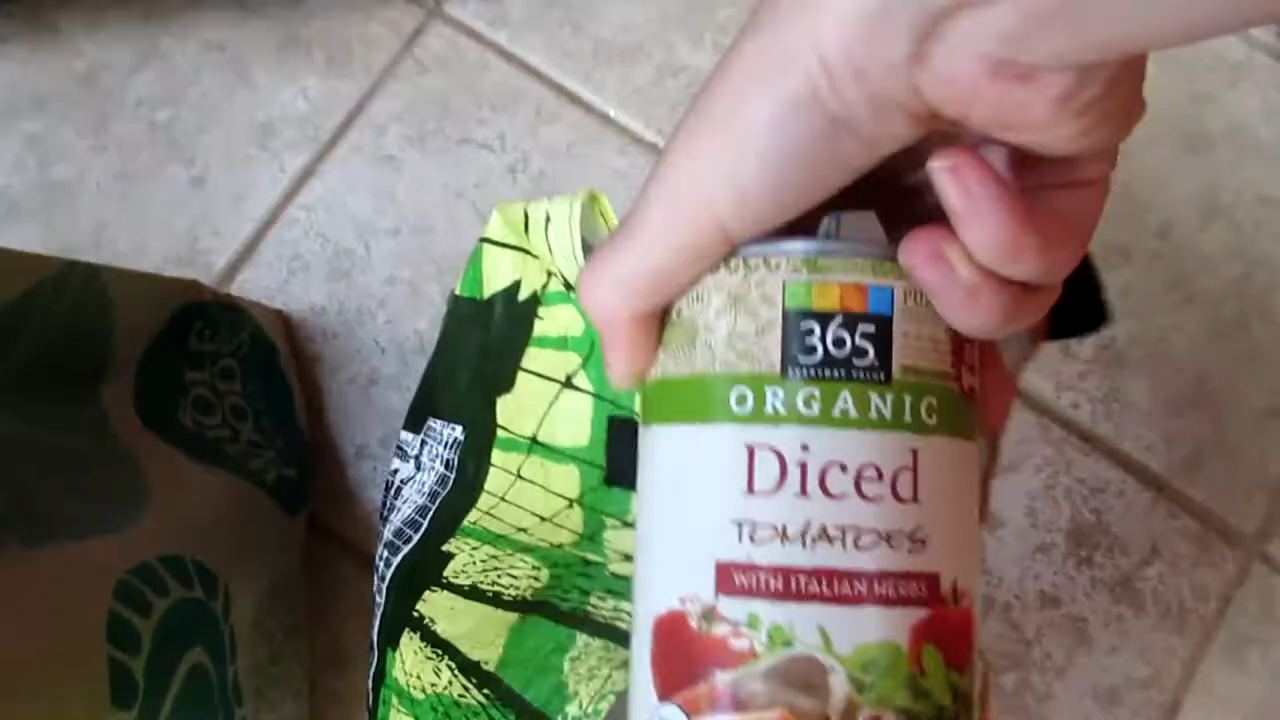 365
EVERYDAY VALUE
ORGANIC
Diced
TOMATOES
WITH ITALIAN HERBS